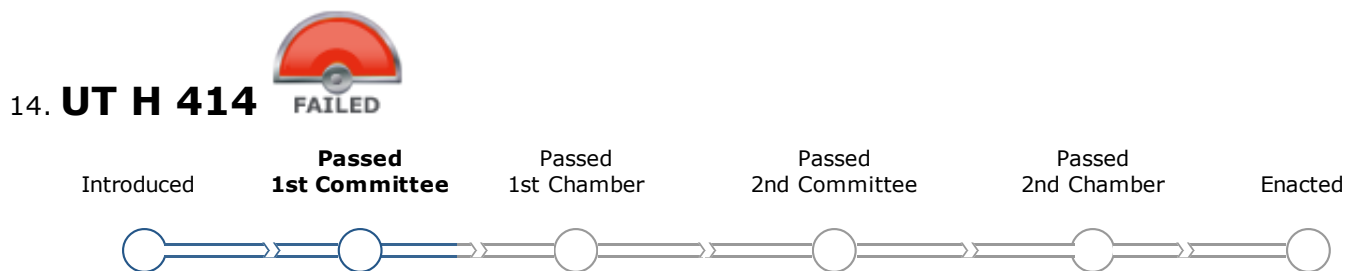 14. UT H 414
FAILED
Introduced Passed 1st Committee Passed 1st Chamber Passed 2nd Committee Passed 2nd Chamber Enacted